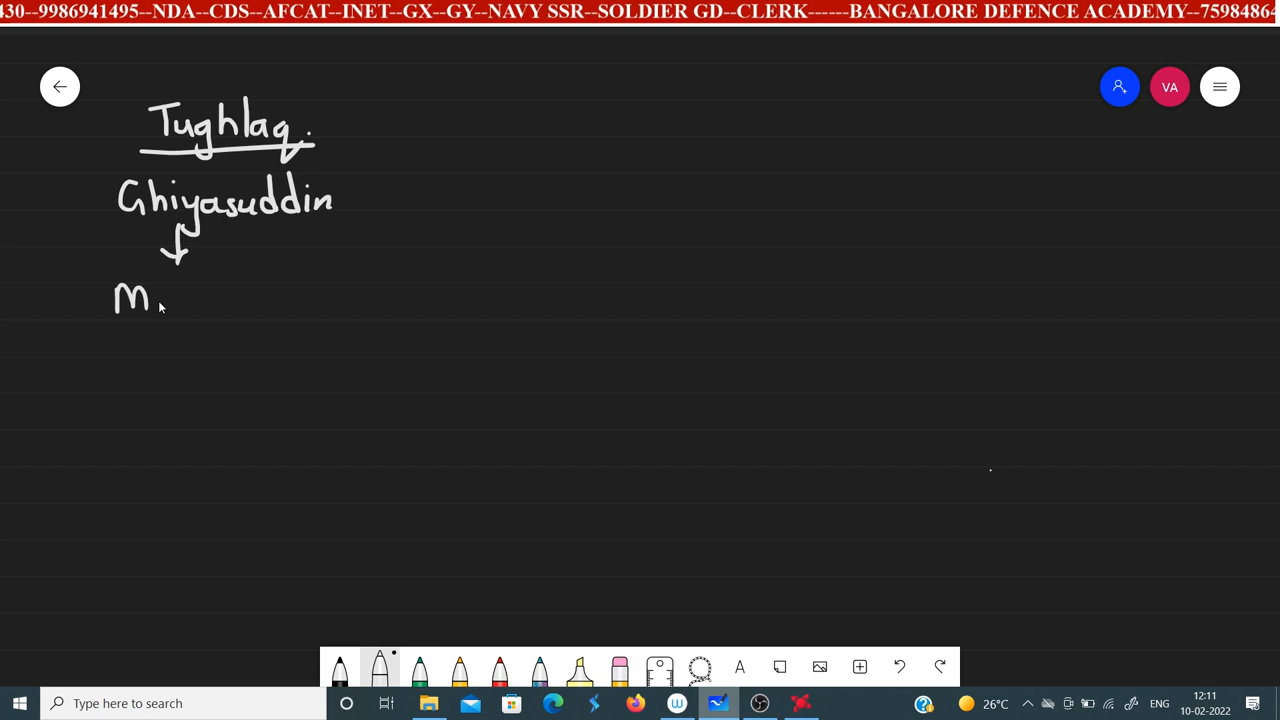 430--9986941495--NDA--CDS--AFCAT--INET--GX--GY--NAVY SSR--SOLDIER GD--CLERK------BANGALORE DEFENCE ACADEMY--75984864
VA
Tughlaq.
Ghiyasuddin
M
A
Type here to search
26°C
ENG
12:11
10-02-2022